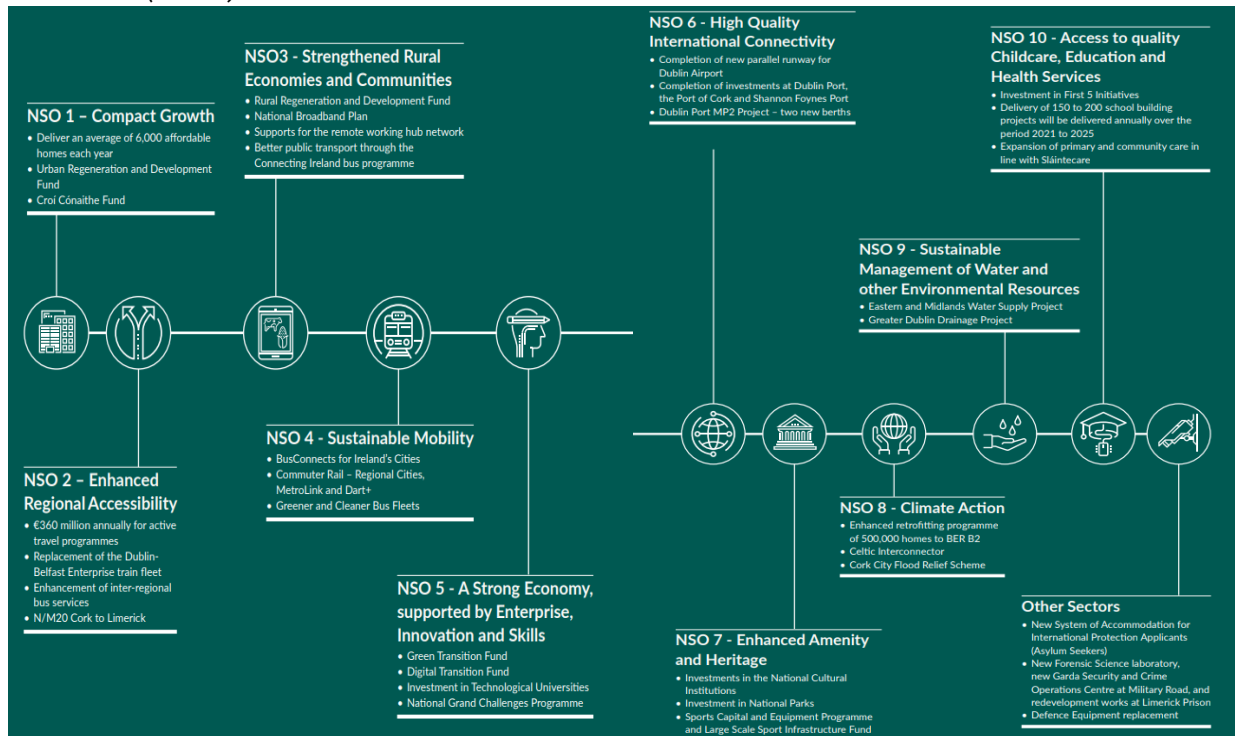 NSO 1 – Compact Growth
• Deliver an average of 6,000 affordable
homes each year
• Urban Regeneration and Development
Fund
• Croí Cónaithe Fund
NSO 2 – Enhanced
Regional Accessibility
• €360 million annually for active
travel programmes
• Replacement of the Dublin-
Belfast Enterprise train fleet
• Enhancement of inter-regional
bus services
• N/M20 Cork to Limerick
NSO3 - Strengthened Rural
Economies and Communities
• Rural Regeneration and Development Fund
• National Broadband Plan
• Supports for the remote working hub network
• Better public transport through the
Connecting Ireland bus programme
NSO 4 - Sustainable Mobility
• BusConnects for Ireland's Cities
• Commuter Rail – Regional Cities,
MetroLink and Dart+
• Greener and Cleaner Bus Fleets
NSO 5 - A Strong Economy,
supported by Enterprise,
Innovation and Skills
• Green Transition Fund
• Digital Transition Fund
• Investment in Technological Universities
• National Grand Challenges Programme
NSO 6 - High Quality
International Connectivity
• Completion of new parallel runway for
Dublin Airport
• Completion of investments at Dublin Port,
the Port of Cork and Shannon Foynes Port
• Dublin Port MP2 Project – two new berths
NSO 7 - Enhanced Amenity
and Heritage
• Investments in the National Cultural
Institutions
• Investment in National Parks
• Sports Capital and Equipment Programme
and Large Scale Sport Infrastructure Fund
NSO 8 - Climate Action
• Enhanced retrofitting programme
of 500,000 homes to BER B2
• Celtic Interconnector
• Cork City Flood Relief Scheme
NSO 9 - Sustainable
Management of Water and
other Environmental Resources
• Eastern and Midlands Water Supply Project
• Greater Dublin Drainage Project
NSO 10 - Access to quality
Childcare, Education and
Health Services
• Investment in First 5 Initiatives
• Delivery of 150 to 200 school building
projects will be delivered annually over the
period 2021 to 2025
• Expansion of primary and community care in
line with Sláintecare
Other Sectors
• New System of Accommodation for
International Protection Applicants
(Asylum Seekers)
• New Forensic Science laboratory,
new Garda Security and Crime
Operations Centre at Military Road, and
redevelopment works at Limerick Prison
• Defence Equipment replacement